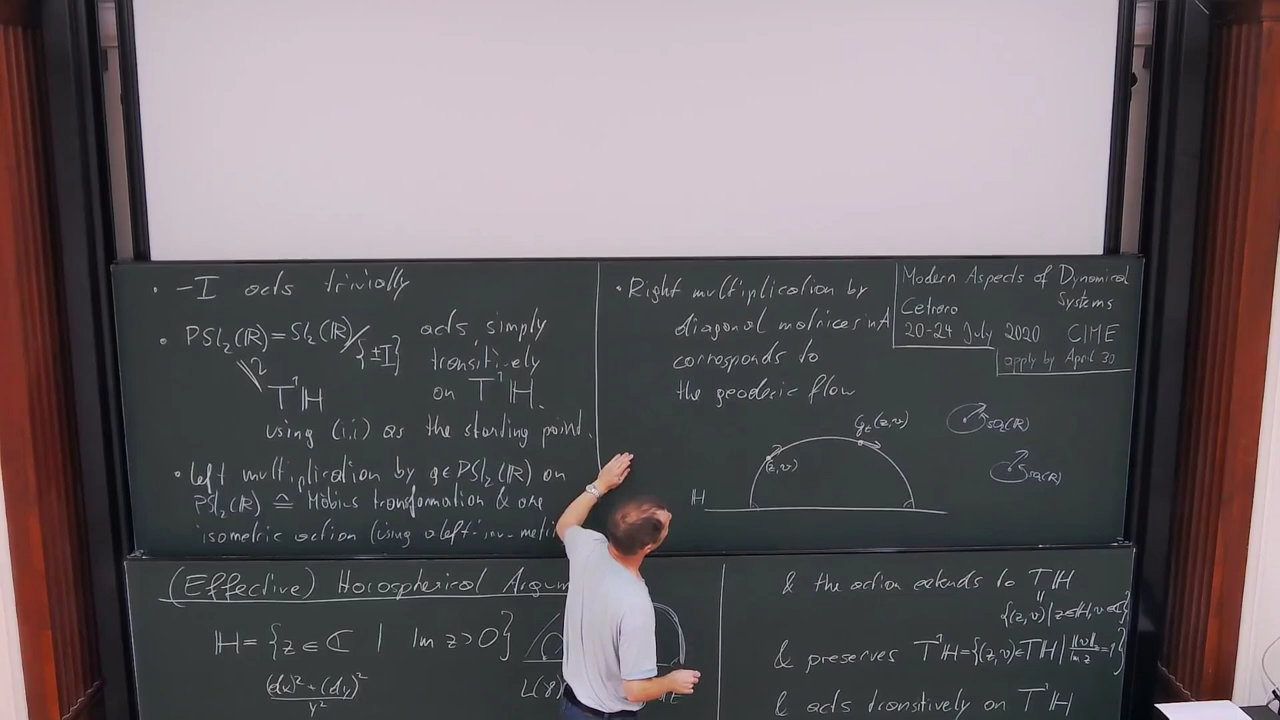 · -I acts trivially
· PSL₂(ℝ) = SL₂(ℝ)/{±I} acts simply
transitively
T¹ℍ on T¹ℍ.
using (i,i) as the starting point.
· left multiplication by g∈PSL₂(ℝ) on
PSL₂(ℝ) ≙ Möbius transformation & are
isometric action (using a left-inv. metri
· Right multiplication by
diagonal matrices in A
corresponds to
the geodesic flow
g_t(z,v)
(z,v)
ℍ
SO₂(ℝ)
SO₂(ℝ)
Modern Aspects of Dynamical
Systems
Cetraro
20-24 July 2020 CIME
apply by April 30
(Effective) Horospherical Argum
ℍ = {z ∈ ℂ | Im z > 0}
(dx)² + (dy)²
y²
L(γ)
& the action extends to Tℍ
{(z,v) | z∈ℍ, v∈ℂ}
& preserves T¹ℍ = {(z,v)∈Tℍ | ‖v‖₂/Im z = 1}
& acts transitively on T¹ℍ